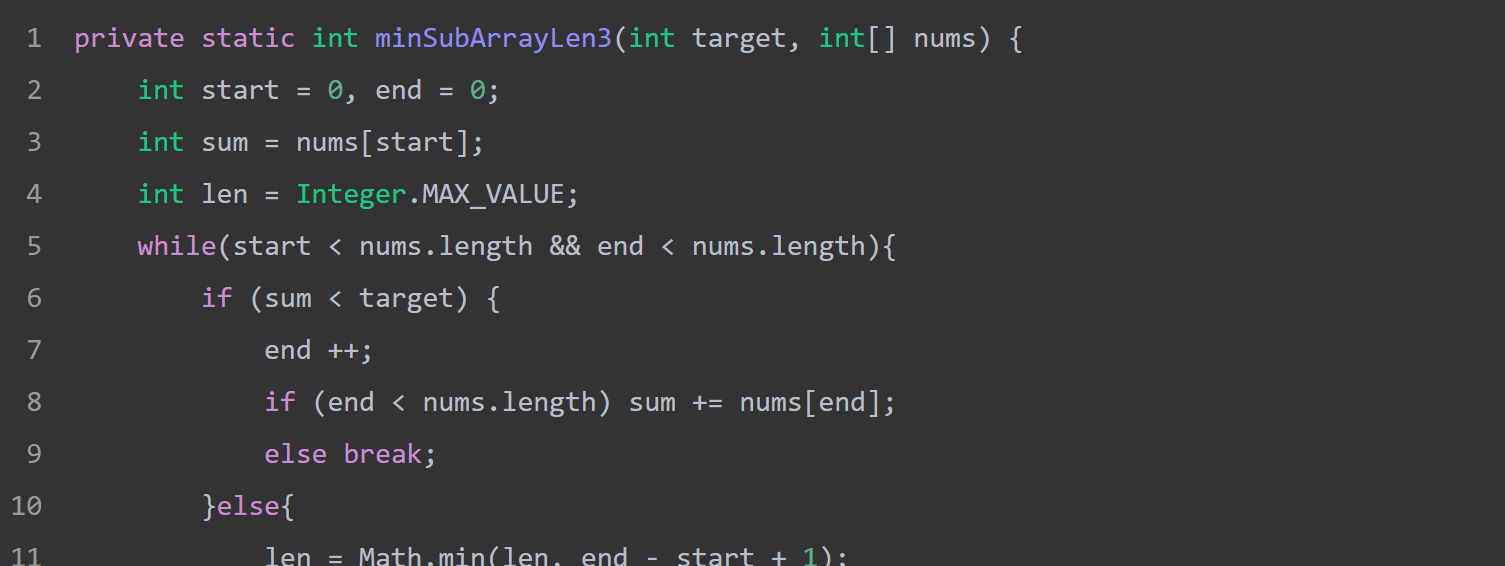 1 private static int minSubArrayLen3(int target, int[] nums) {
2     int start = 0, end = 0;
3     int sum = nums[start];
4     int len = Integer.MAX_VALUE;
5     while(start < nums.length && end < nums.length){
6         if (sum < target) {
7             end ++;
8             if (end < nums.length) sum += nums[end];
9             else break;
10         }else{
11             len = Math.min(len, end - start + 1);